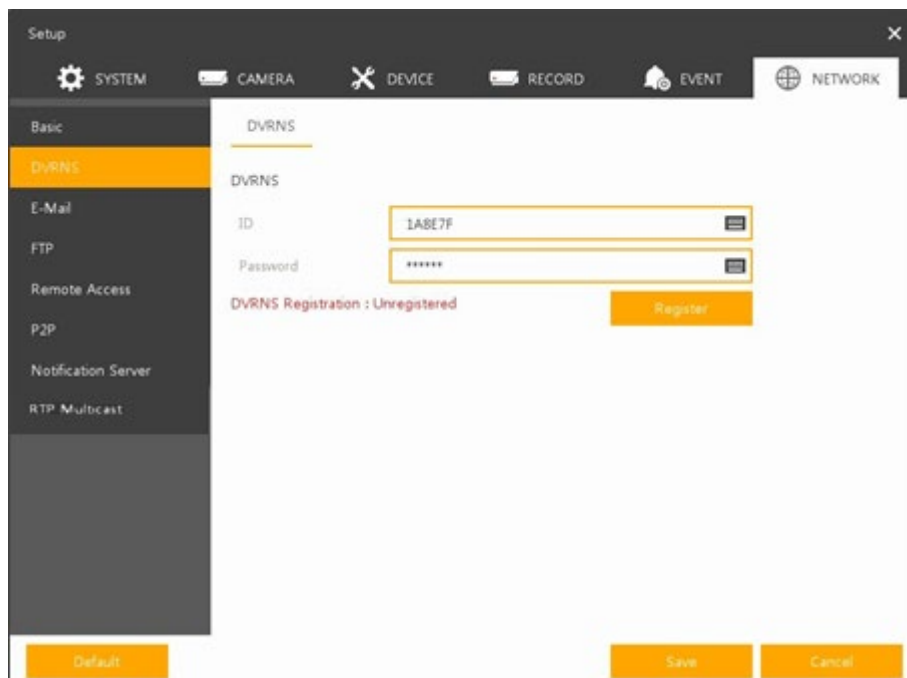 Setup
SYSTEM CAMERA DEVICE RECORD EVENT NETWORK
Basic
DVRNS
E-Mail
FTP
Remote Access
P2P
Notification Server
RTP Multicast
DVRNS
DVRNS
ID 1A8E7F
Password ******
DVRNS Registration : Unregistered Register
Default Save Cancel